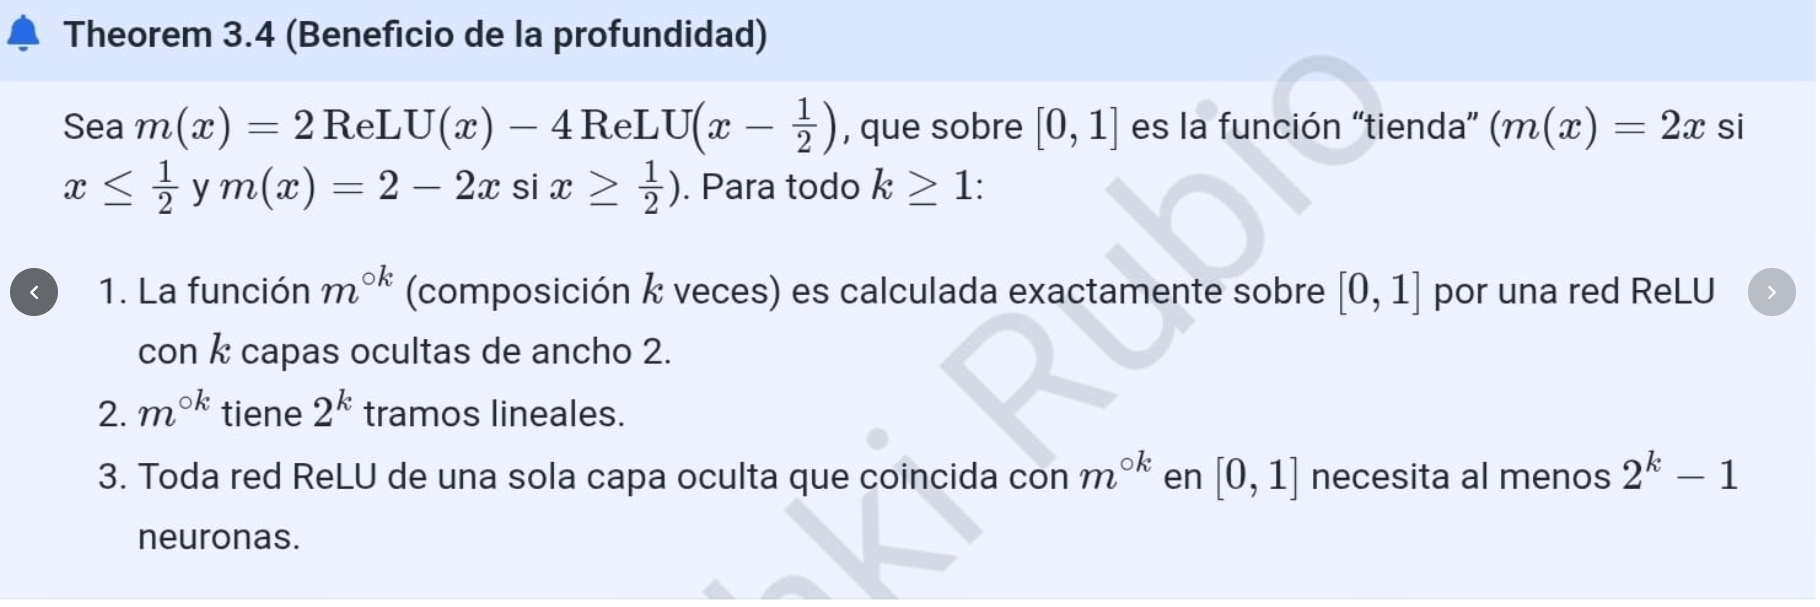 Theorem 3.4 (Beneficio de la profundidad)
Sea m(x) = 2 ReLU(x) − 4 ReLU(x − 1/2), que sobre [0, 1] es la función “tienda” (m(x) = 2x si
x ≤ 1/2 y m(x) = 2 − 2x si x ≥ 1/2). Para todo k ≥ 1:
1. La función m^{∘k} (composición k veces) es calculada exactamente sobre [0, 1] por una red ReLU
con k capas ocultas de ancho 2.
2. m^{∘k} tiene 2^k tramos lineales.
3. Toda red ReLU de una sola capa oculta que coincida con m^{∘k} en [0, 1] necesita al menos 2^k − 1
neuronas.
Rubio